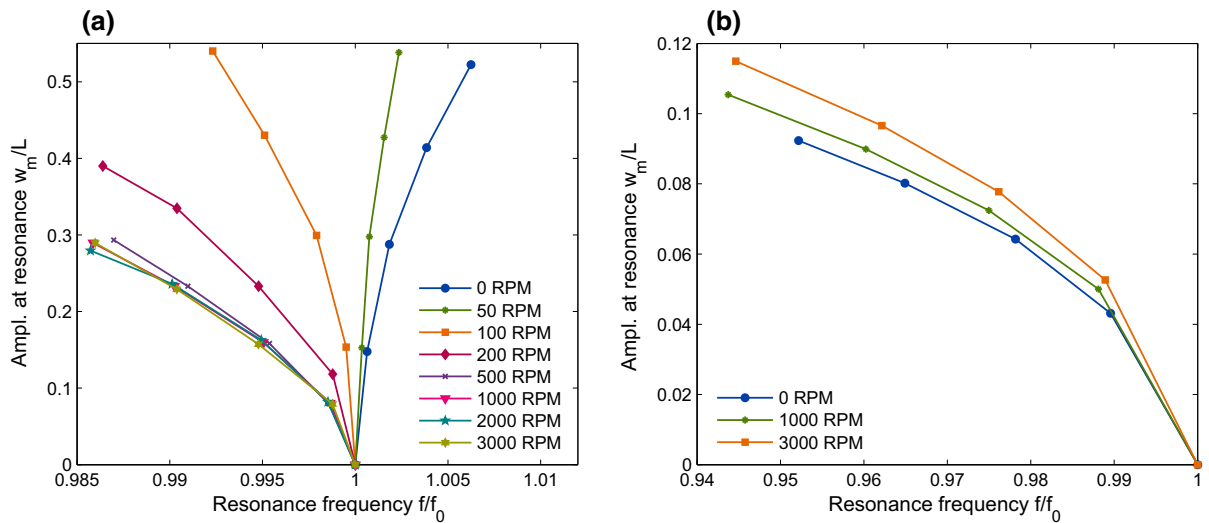 (a)
Ampl. at resonance w_m/L
0.5
0.4
0.3
0.2
0.1
0
0 RPM
50 RPM
100 RPM
200 RPM
500 RPM
1000 RPM
2000 RPM
3000 RPM
0.985
0.99
0.995
1
1.005
1.01
Resonance frequency f/f_0
(b)
Ampl. at resonance w_m/L
0.12
0.1
0.08
0.06
0.04
0.02
0
0 RPM
1000 RPM
3000 RPM
0.94
0.95
0.96
0.97
0.98
0.99
1
Resonance frequency f/f_0